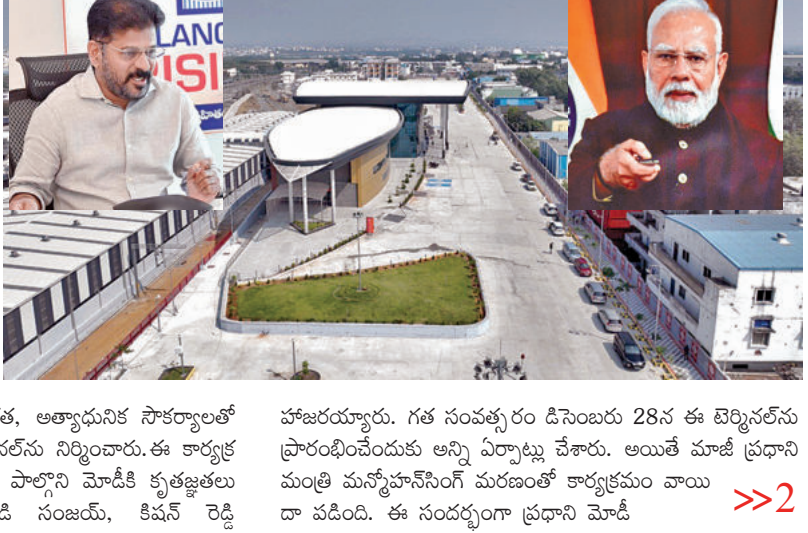 LANG
ISI
త, అత్యాధునిక సౌకర్యాలతో
నల్‌ను నిర్మించారు.ఈ కార్యక్ర
పాల్గొని మోడీకి కృతజ్ఞతలు
డి సంజయ్, కిషన్ రెడ్డి
హాజరయ్యారు. గత సంవత్సరం డిసెంబరు 28న ఈ టెర్మినల్‌ను
ప్రారంభించేందుకు అన్ని ఏర్పాట్లు చేశారు. అయితే మాజీ ప్రధాని
మంత్రి మన్మోహన్‌సింగ్ మరణంతో కార్యక్రమం వాయి
దా పడింది. ఈ సందర్భంగా ప్రధాని మోడీ
>>2